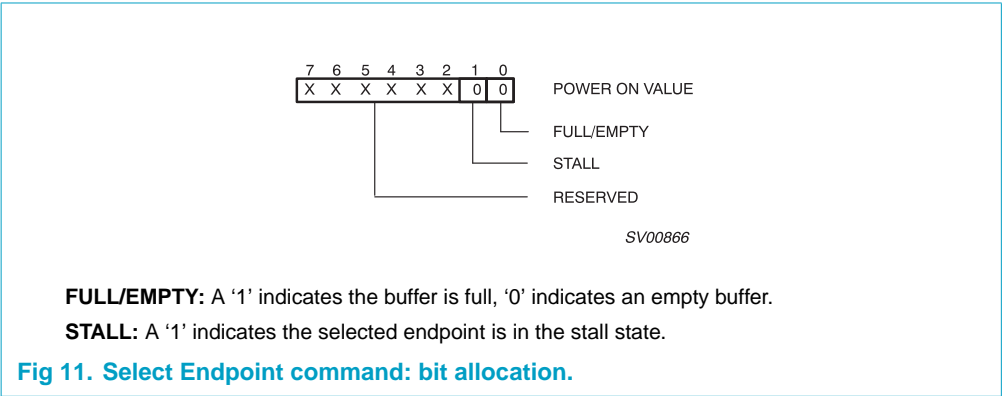 7 6 5 4 3 2 1 0
X X X X X X 0 0 POWER ON VALUE
FULL/EMPTY
STALL
RESERVED
SV00866
FULL/EMPTY: A ‘1’ indicates the buffer is full, ‘0’ indicates an empty buffer.
STALL: A ‘1’ indicates the selected endpoint is in the stall state.
Fig 11. Select Endpoint command: bit allocation.